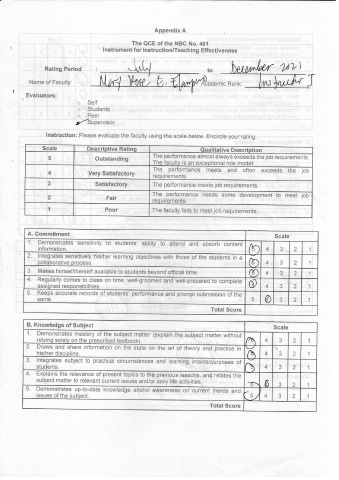 Appendix A
The QCE of the NBC No. 461
Instrument for Instruction/Teaching Effectiveness
Rating Period : July to December 2021
Name of Faculty: Mary Rose E. Academic Rank: Instructor I
Evaluators:
Self
Students
Peer
Supervisor
Instruction: Please evaluate the faculty using the scale below. Encircle your rating.
Scale Descriptive Rating Qualitative Description
5 Outstanding The performance almost always exceeds the job requirements.
The faculty is an exceptional role model
4 Very Satisfactory The performance meets and often exceeds the job
requirements
3 Satisfactory The performance meets job requirements
2 Fair The performance needs some development to meet job
requirements.
1 Poor The faculty fails to meet job requirements
A. Commitment Scale
1. Demonstrates sensitivity to students' ability to attend and absorb content
information. 5 4 3 2 1
2. Integrates sensitively his/her learning objectives with those of the students in a
collaborative process 5 4 3 2 1
3. Makes himself/herself available to students beyond official time. 5 4 3 2 1
4. Regularly comes to class on time, well-groomed and well-prepared to complete
assigned responsibilities. 5 4 3 2 1
5. Keeps accurate records of students' performance and prompt submission of the
same. 5 4 3 2 1
Total Score
B. Knowledge of Subject Scale
1. Demonstrates mastery of the subject matter (explain the subject matter without
relying solely on the prescribed textbook) 5 4 3 2 1
2. Draws and share information on the state on the art of theory and practice in
his/her discipline. 5 4 3 2 1
3. Integrates subject to practical circumstances and learning intents/purposes of
students. 5 4 3 2 1
4. Explains the relevance of present topics to the previous lessons, and relates the
subject matter to relevant current issues and/or daily life activities. 5 4 3 2 1
5. Demonstrates up-to-date knowledge and/or awareness on current trends and
issues of the subject. 5 4 3 2 1
Total Score